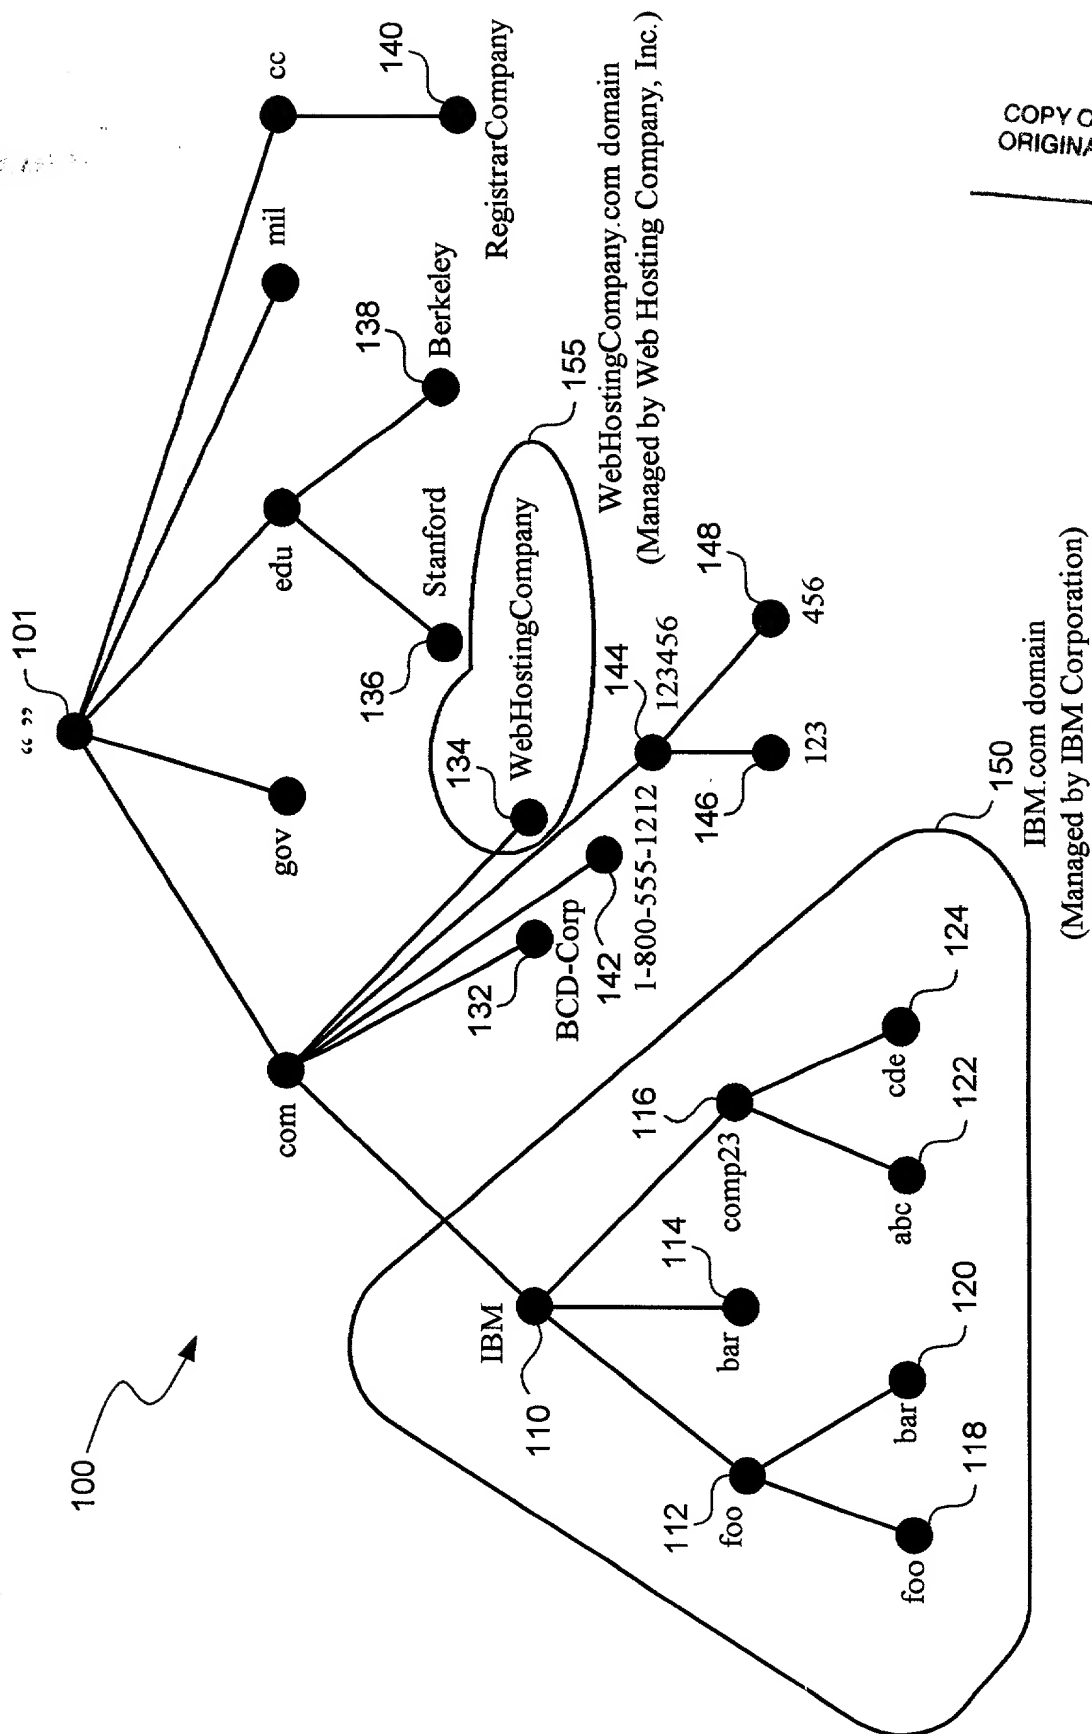 100
“ ” 101
com
gov
edu
mil
cc
IBM
110
132
BCD-Corp
142
1-800-555-1212
134
WebHostingCompany
136
Stanford
138
Berkeley
140
RegistrarCompany
155
WebHostingCompany.com domain
(Managed by Web Hosting Company, Inc.)
144
123456
146
123
148
456
112
foo
114
bar
116
comp23
foo
118
bar
120
abc
122
cde
124
150
IBM.com domain
(Managed by IBM Corporation)
COPY O
ORIGINA